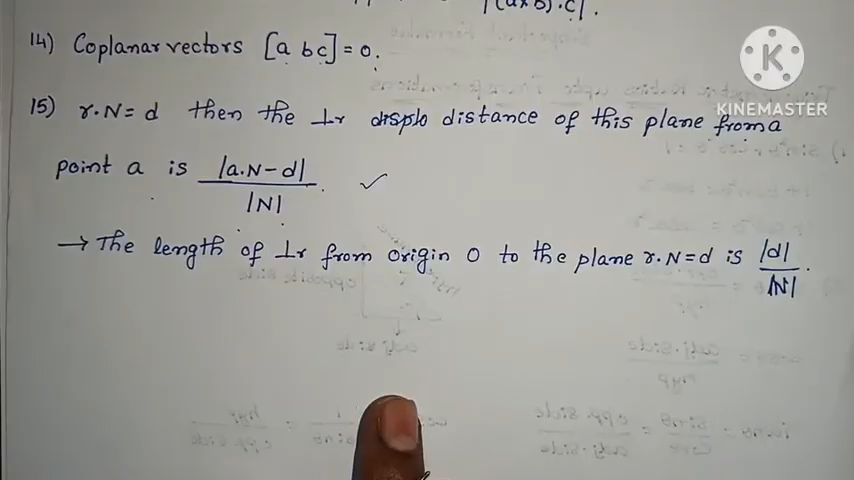 |(axb).c|.
14) Coplanar vectors [a b c] = 0.
KINEMASTER
15) r.N = d then the ⊥r distance of this plane from a
point a is |a.N-d| / |N|. ✓
→ The length of ⊥r from origin O to the plane r.N=d is |d| / |N|.